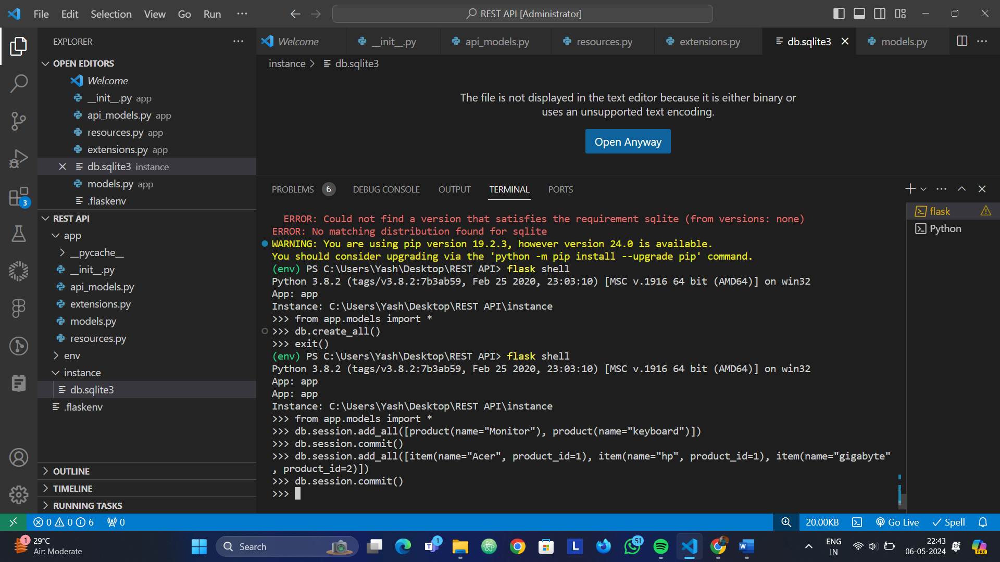 File Edit Selection View Go Run ···
REST API [Administrator]
EXPLORER ···
OPEN EDITORS
Welcome
__init__.py app
api_models.py app
resources.py app
extensions.py app
db.sqlite3 instance
models.py app
.flaskenv
REST API
app
__pycache__
__init__.py
api_models.py
extensions.py
models.py
resources.py
env
instance
db.sqlite3
.flaskenv
OUTLINE
TIMELINE
RUNNING TASKS
3
Welcome __init__.py api_models.py resources.py extensions.py db.sqlite3 models.py ···
instance > db.sqlite3
The file is not displayed in the text editor because it is either binary or
uses an unsupported text encoding.
Open Anyway
PROBLEMS 6 DEBUG CONSOLE OUTPUT TERMINAL PORTS
ERROR: Could not find a version that satisfies the requirement sqlite (from versions: none)
ERROR: No matching distribution found for sqlite
WARNING: You are using pip version 19.2.3, however version 24.0 is available.
You should consider upgrading via the 'python -m pip install --upgrade pip' command.
(env) PS C:\Users\Yash\Desktop\REST API> flask shell
Python 3.8.2 (tags/v3.8.2:7b3ab59, Feb 25 2020, 23:03:10) [MSC v.1916 64 bit (AMD64)] on win32
App: app
Instance: C:\Users\Yash\Desktop\REST API\instance
>>> from app.models import *
>>> db.create_all()
>>> exit()
(env) PS C:\Users\Yash\Desktop\REST API> flask shell
Python 3.8.2 (tags/v3.8.2:7b3ab59, Feb 25 2020, 23:03:10) [MSC v.1916 64 bit (AMD64)] on win32
App: app
App: app
Instance: C:\Users\Yash\Desktop\REST API\instance
>>> from app.models import *
>>> db.session.add_all([product(name="Monitor"), product(name="keyboard")])
>>> db.session.commit()
>>> db.session.add_all([item(name="Acer", product_id=1), item(name="hp", product_id=1), item(name="gigabyte"
, product_id=2)])
>>> db.session.commit()
>>>
flask
Python
0 0 6 0
20.00KB Go Live Spell
1 29°C
Air: Moderate
Search
1
L
51
W
ENG
IN
22:43
06-05-2024
PRE